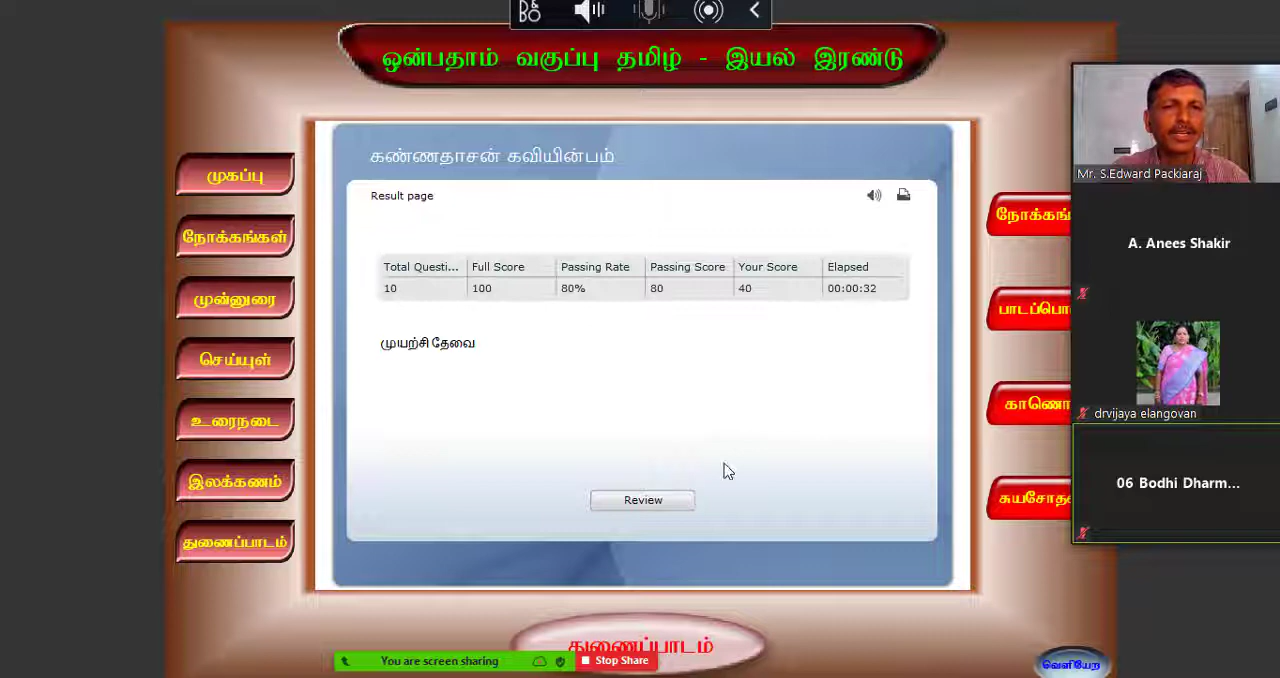 ஒன்பதாம் வகுப்பு தமிழ் - இயல் இரண்டு
முகப்பு
நோக்கங்கள்
முன்னுரை
செய்யுள்
உரைநடை
இலக்கணம்
துணைப்பாடம்
கண்ணதாசன் கவியின்பம்
Result page
Total Questi... Full Score Passing Rate Passing Score Your Score Elapsed
10 100 80% 80 40 00:00:32
முயற்சி தேவை
Review
துணைப்பாடம்
You are screen sharing Stop Share
Mr. S.Edward Packiaraj
A. Anees Shakir
drvijaya elangovan
06 Bodhi Dharm...
வெளியேற